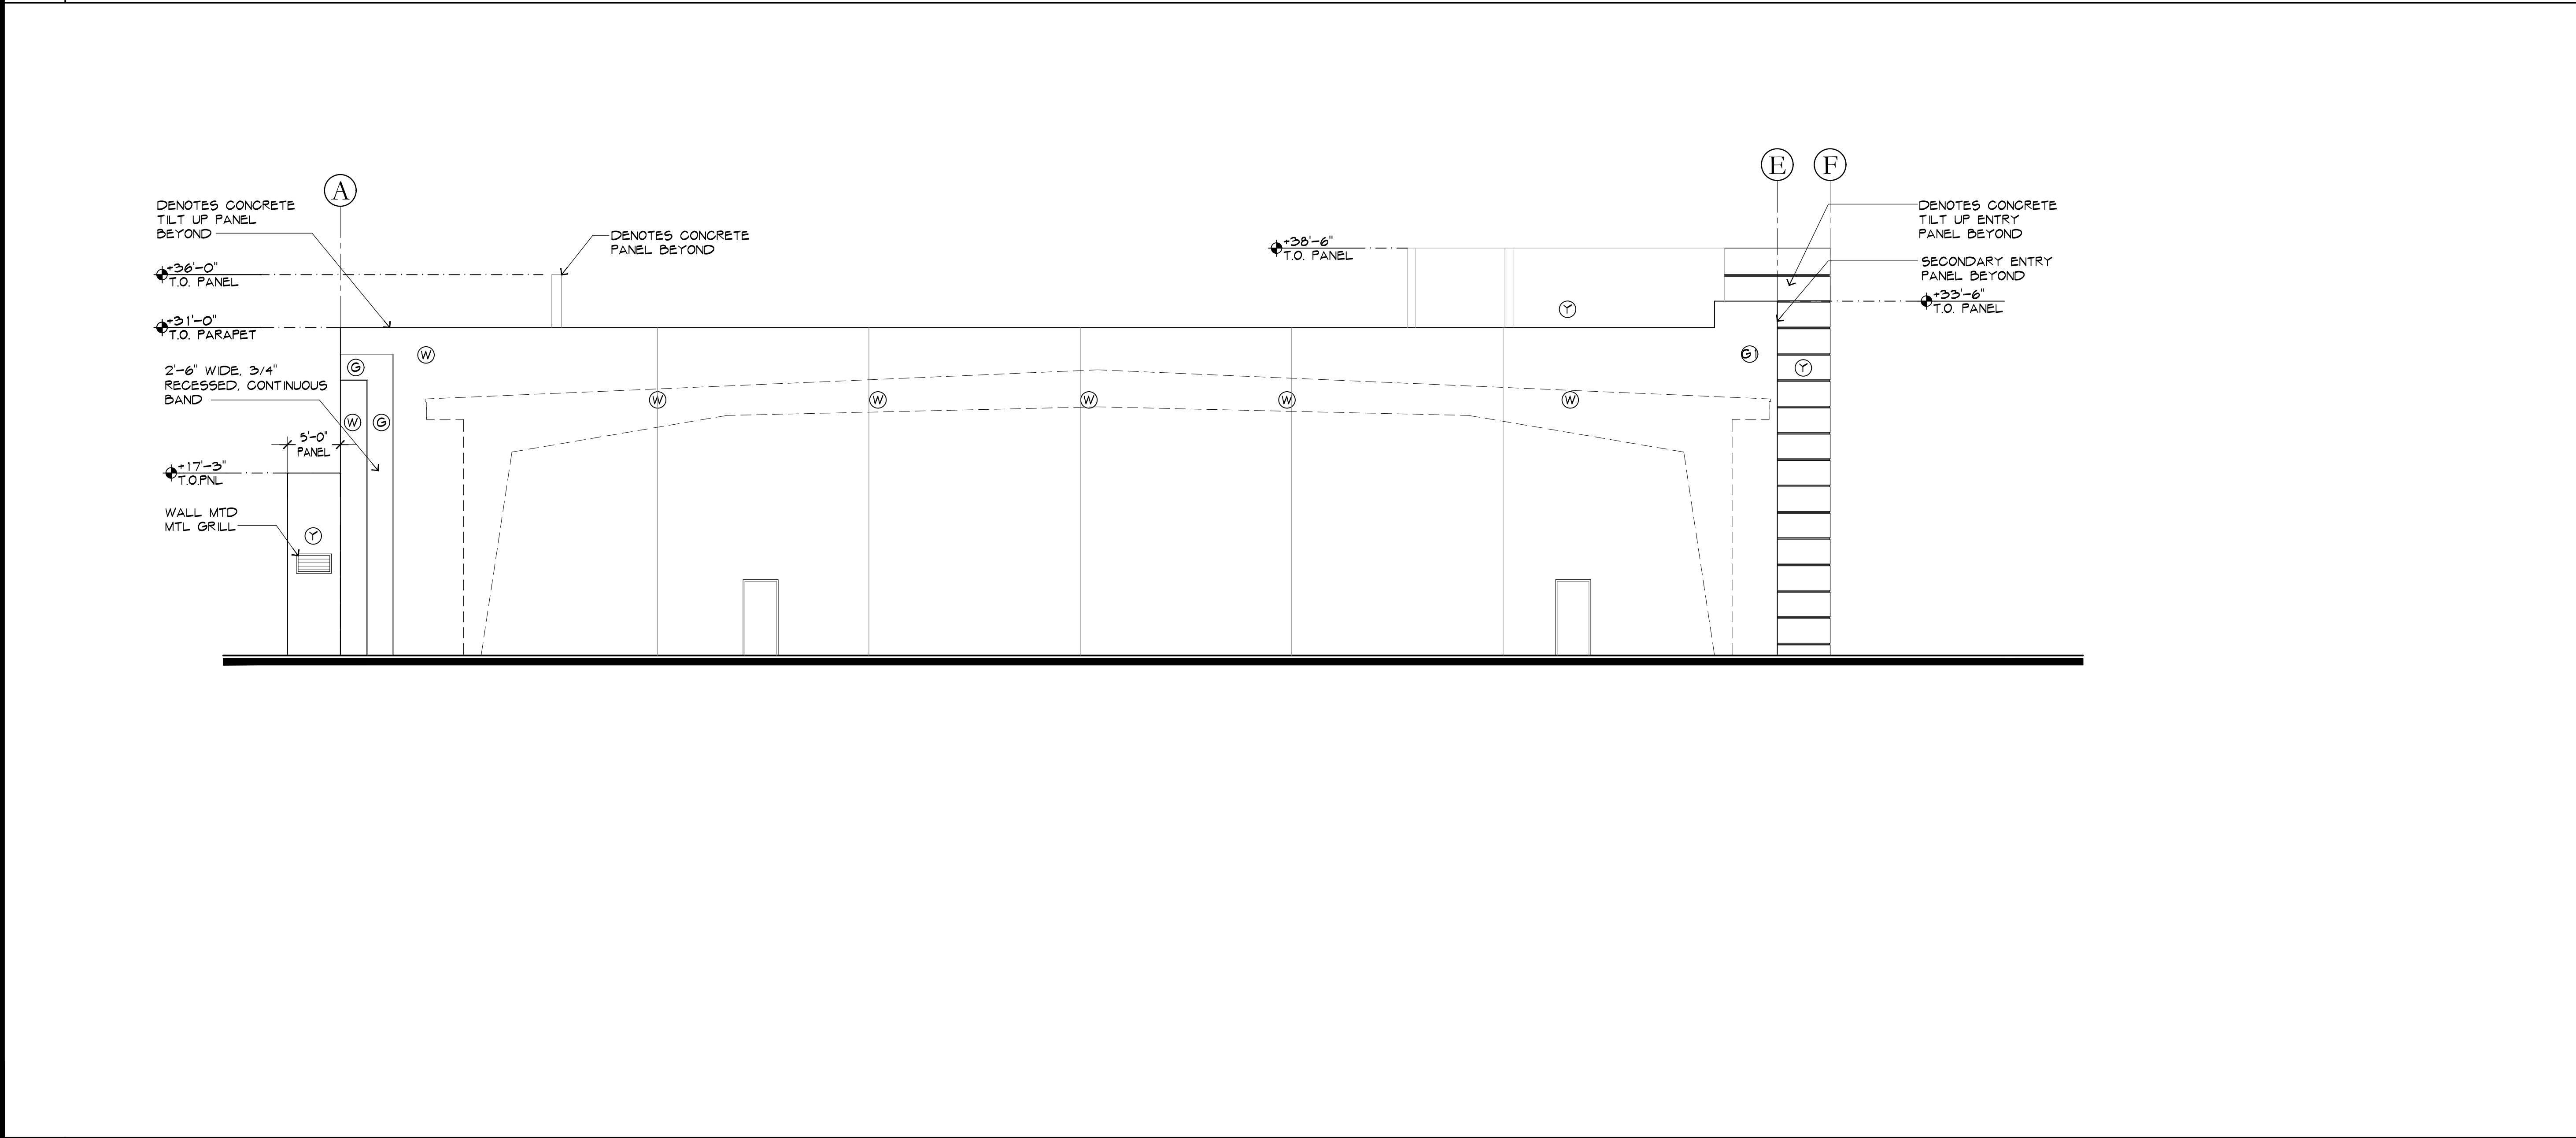 A
E
F
DENOTES CONCRETE
TILT UP PANEL
BEYOND
DENOTES CONCRETE
PANEL BEYOND
+36'-0"
T.O. PANEL
+31'-0"
T.O. PARAPET
+38'-6"
T.O. PANEL
DENOTES CONCRETE
TILT UP ENTRY
PANEL BEYOND
SECONDARY ENTRY
PANEL BEYOND
+33'-6"
T.O. PANEL
Y
W
G
G1
Y
2'-6" WIDE, 3/4"
RECESSED, CONTINUOUS
BAND
W
G
W
W
W
W
W
5'-0"
PANEL
+17'-3"
T.O.PNL
WALL MTD
MTL GRILL
Y